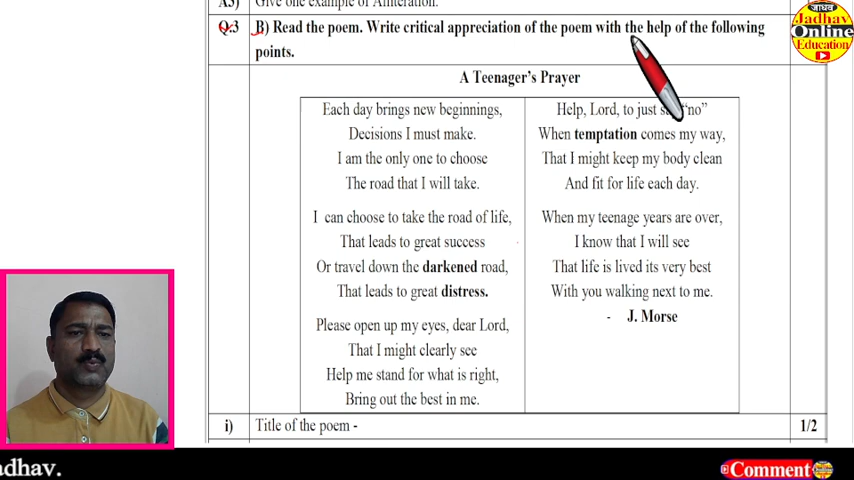 A3) Give one example of Alliteration.
Q.3 B) Read the poem. Write critical appreciation of the poem with the help of the following
points.
A Teenager's Prayer
Each day brings new beginnings,
Decisions I must make.
I am the only one to choose
The road that I will take.
I can choose to take the road of life,
That leads to great success
Or travel down the darkened road,
That leads to great distress.
Please open up my eyes, dear Lord,
That I might clearly see
Help me stand for what is right,
Bring out the best in me.
Help, Lord, to just say "no"
When temptation comes my way,
That I might keep my body clean
And fit for life each day.
When my teenage years are over,
I know that I will see
That life is lived its very best
With you walking next to me.
- J. Morse
i) Title of the poem - 1/2
जाधव
Jadhav
Online
Education
adhav.
Comment